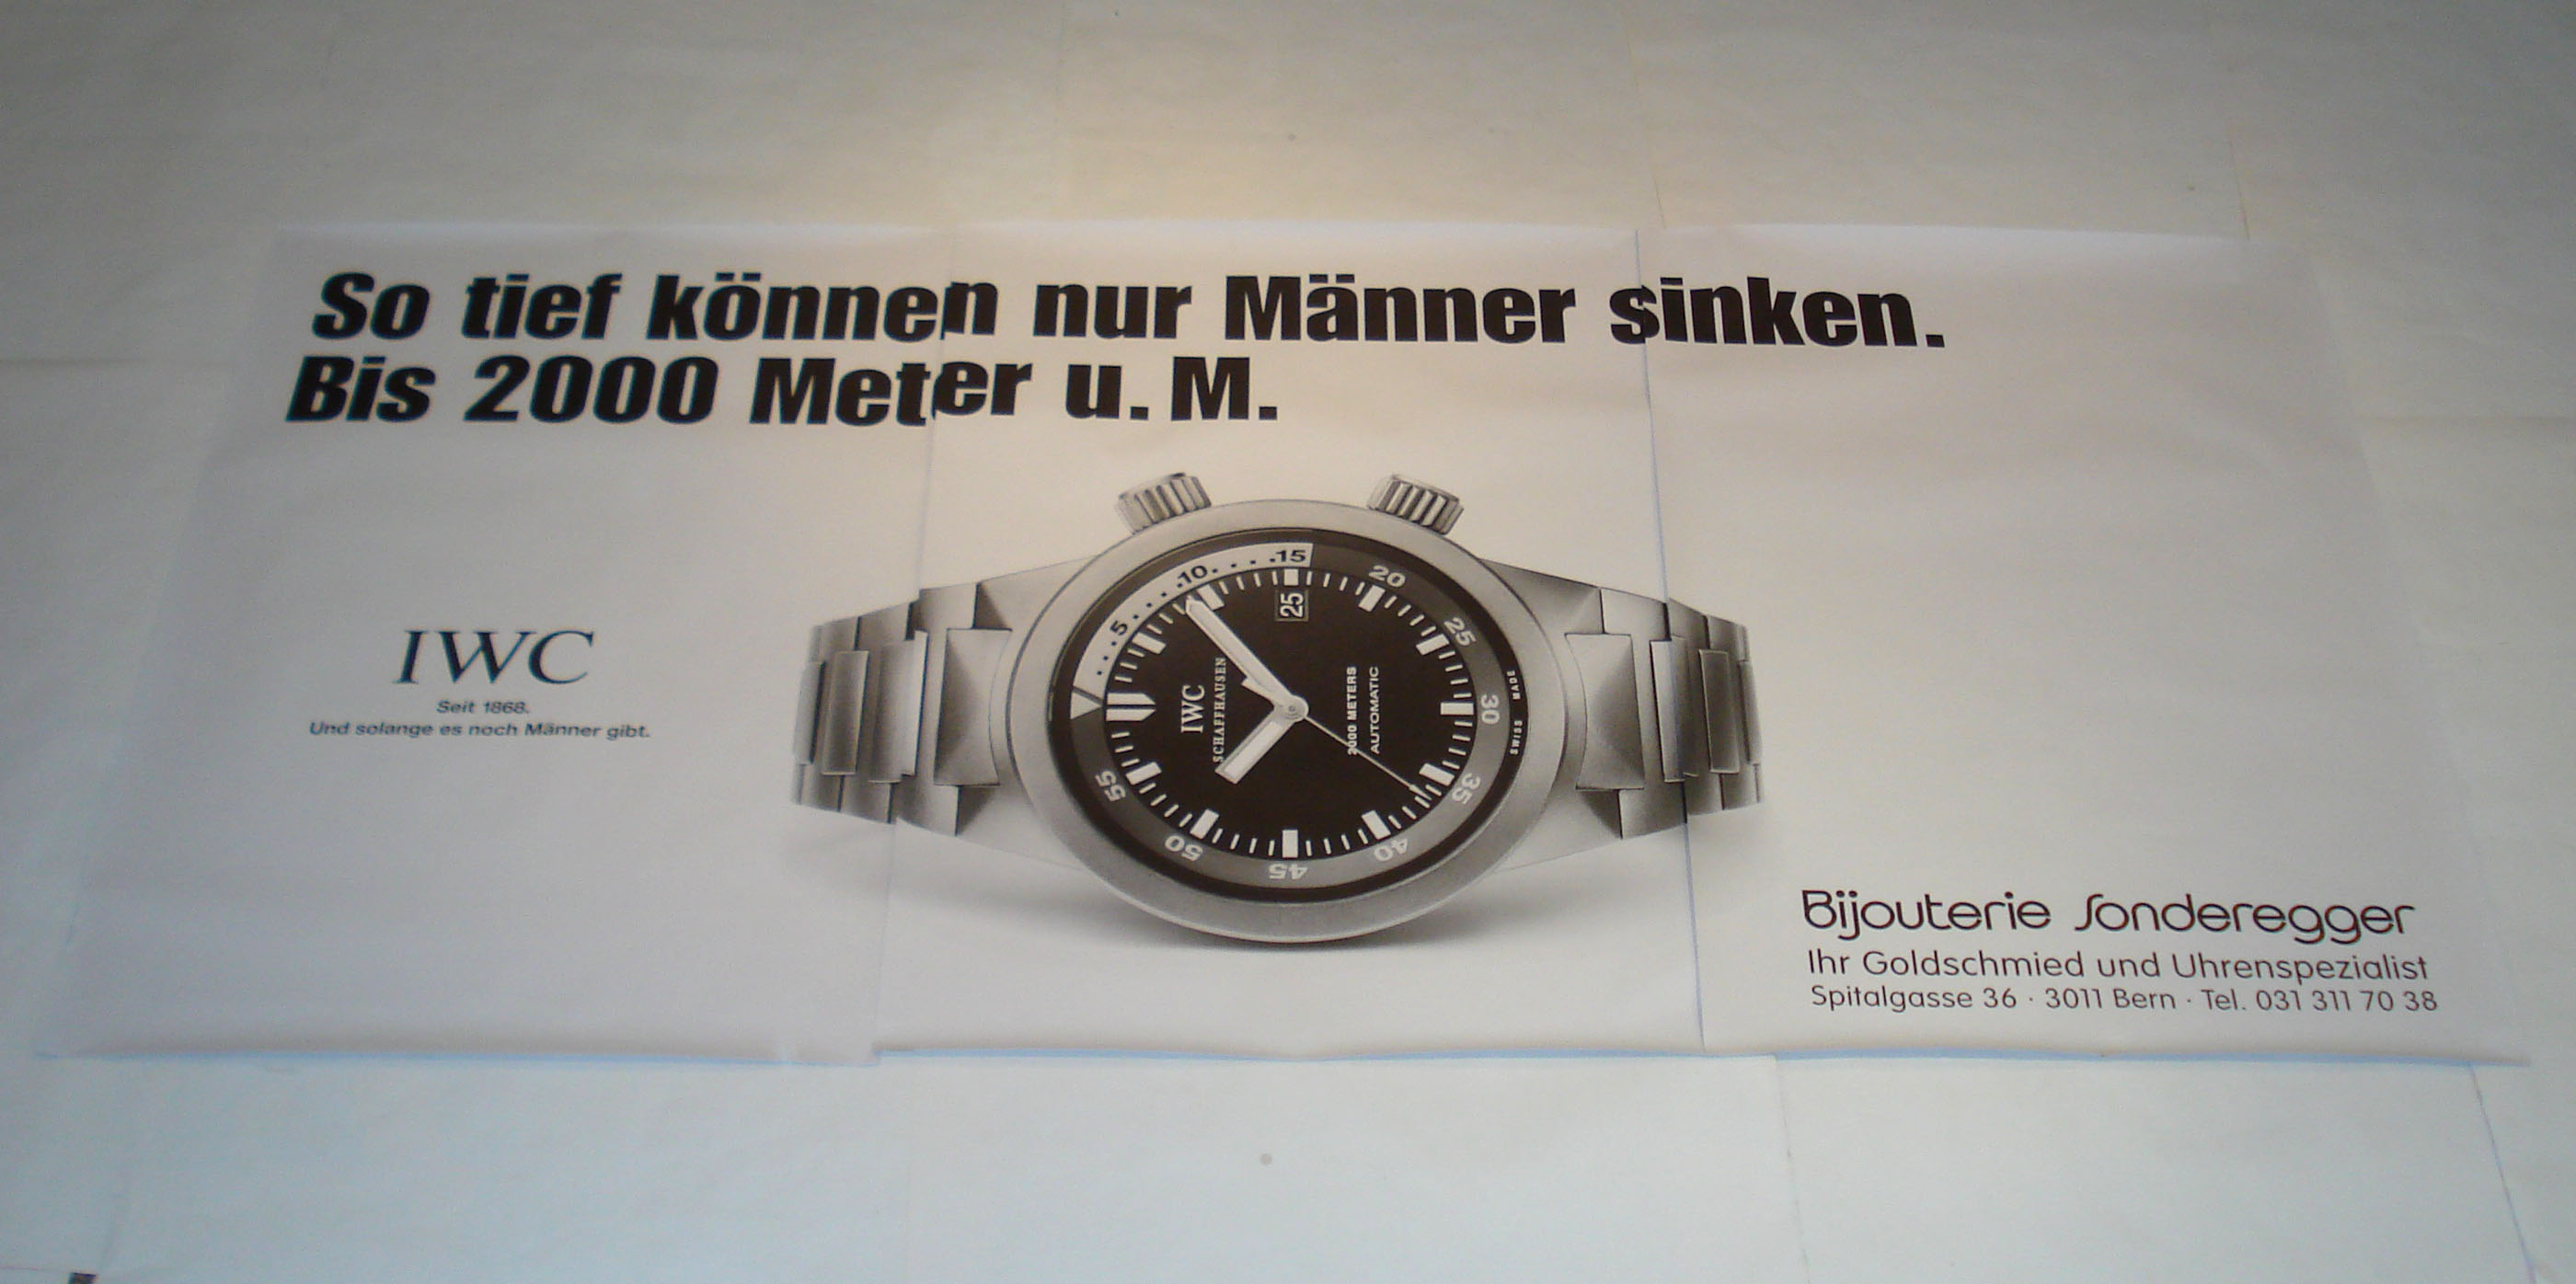 So tief können nur Männer sinken.
Bis 2000 Meter u. M.
IWC
Seit 1868.
Und solange es noch Männer gibt.
5
10
15
20
25
30
35
40
45
50
55
25
IWC
SCHAFFHAUSEN
2000 METERS
AUTOMATIC
SWISS MADE
Bijouterie Sonderegger
Ihr Goldschmied und Uhrenspezialist
Spitalgasse 36 · 3011 Bern · Tel. 031 311 70 38